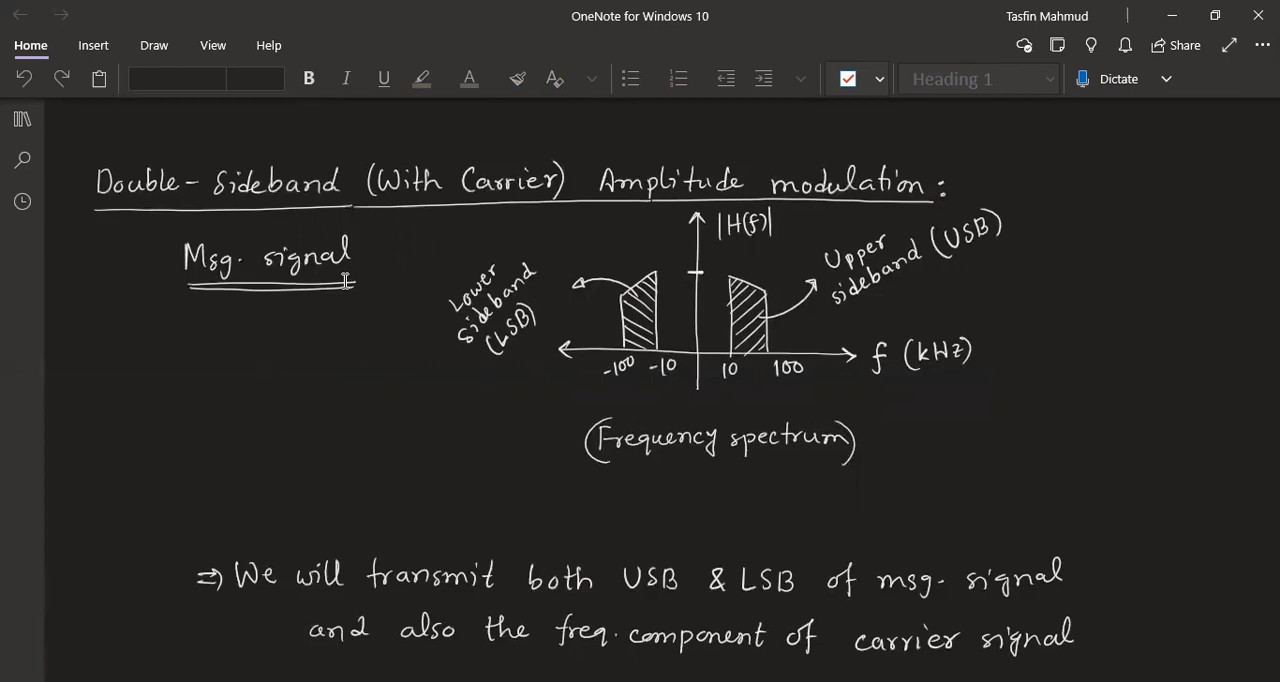 OneNote for Windows 10
Tasfin Mahmud
Home Insert Draw View Help
Share
B I U A A
Heading 1
Dictate
Double-Sideband (With Carrier) Amplitude modulation:
Msg. signal
|H(f)|
Lower
sideband
(LSB)
Upper
sideband (USB)
-100 -10 10 100
f (kHz)
(Frequency spectrum)
⇒ We will transmit both USB & LSB of msg. signal
and also the freq. component of carrier signal